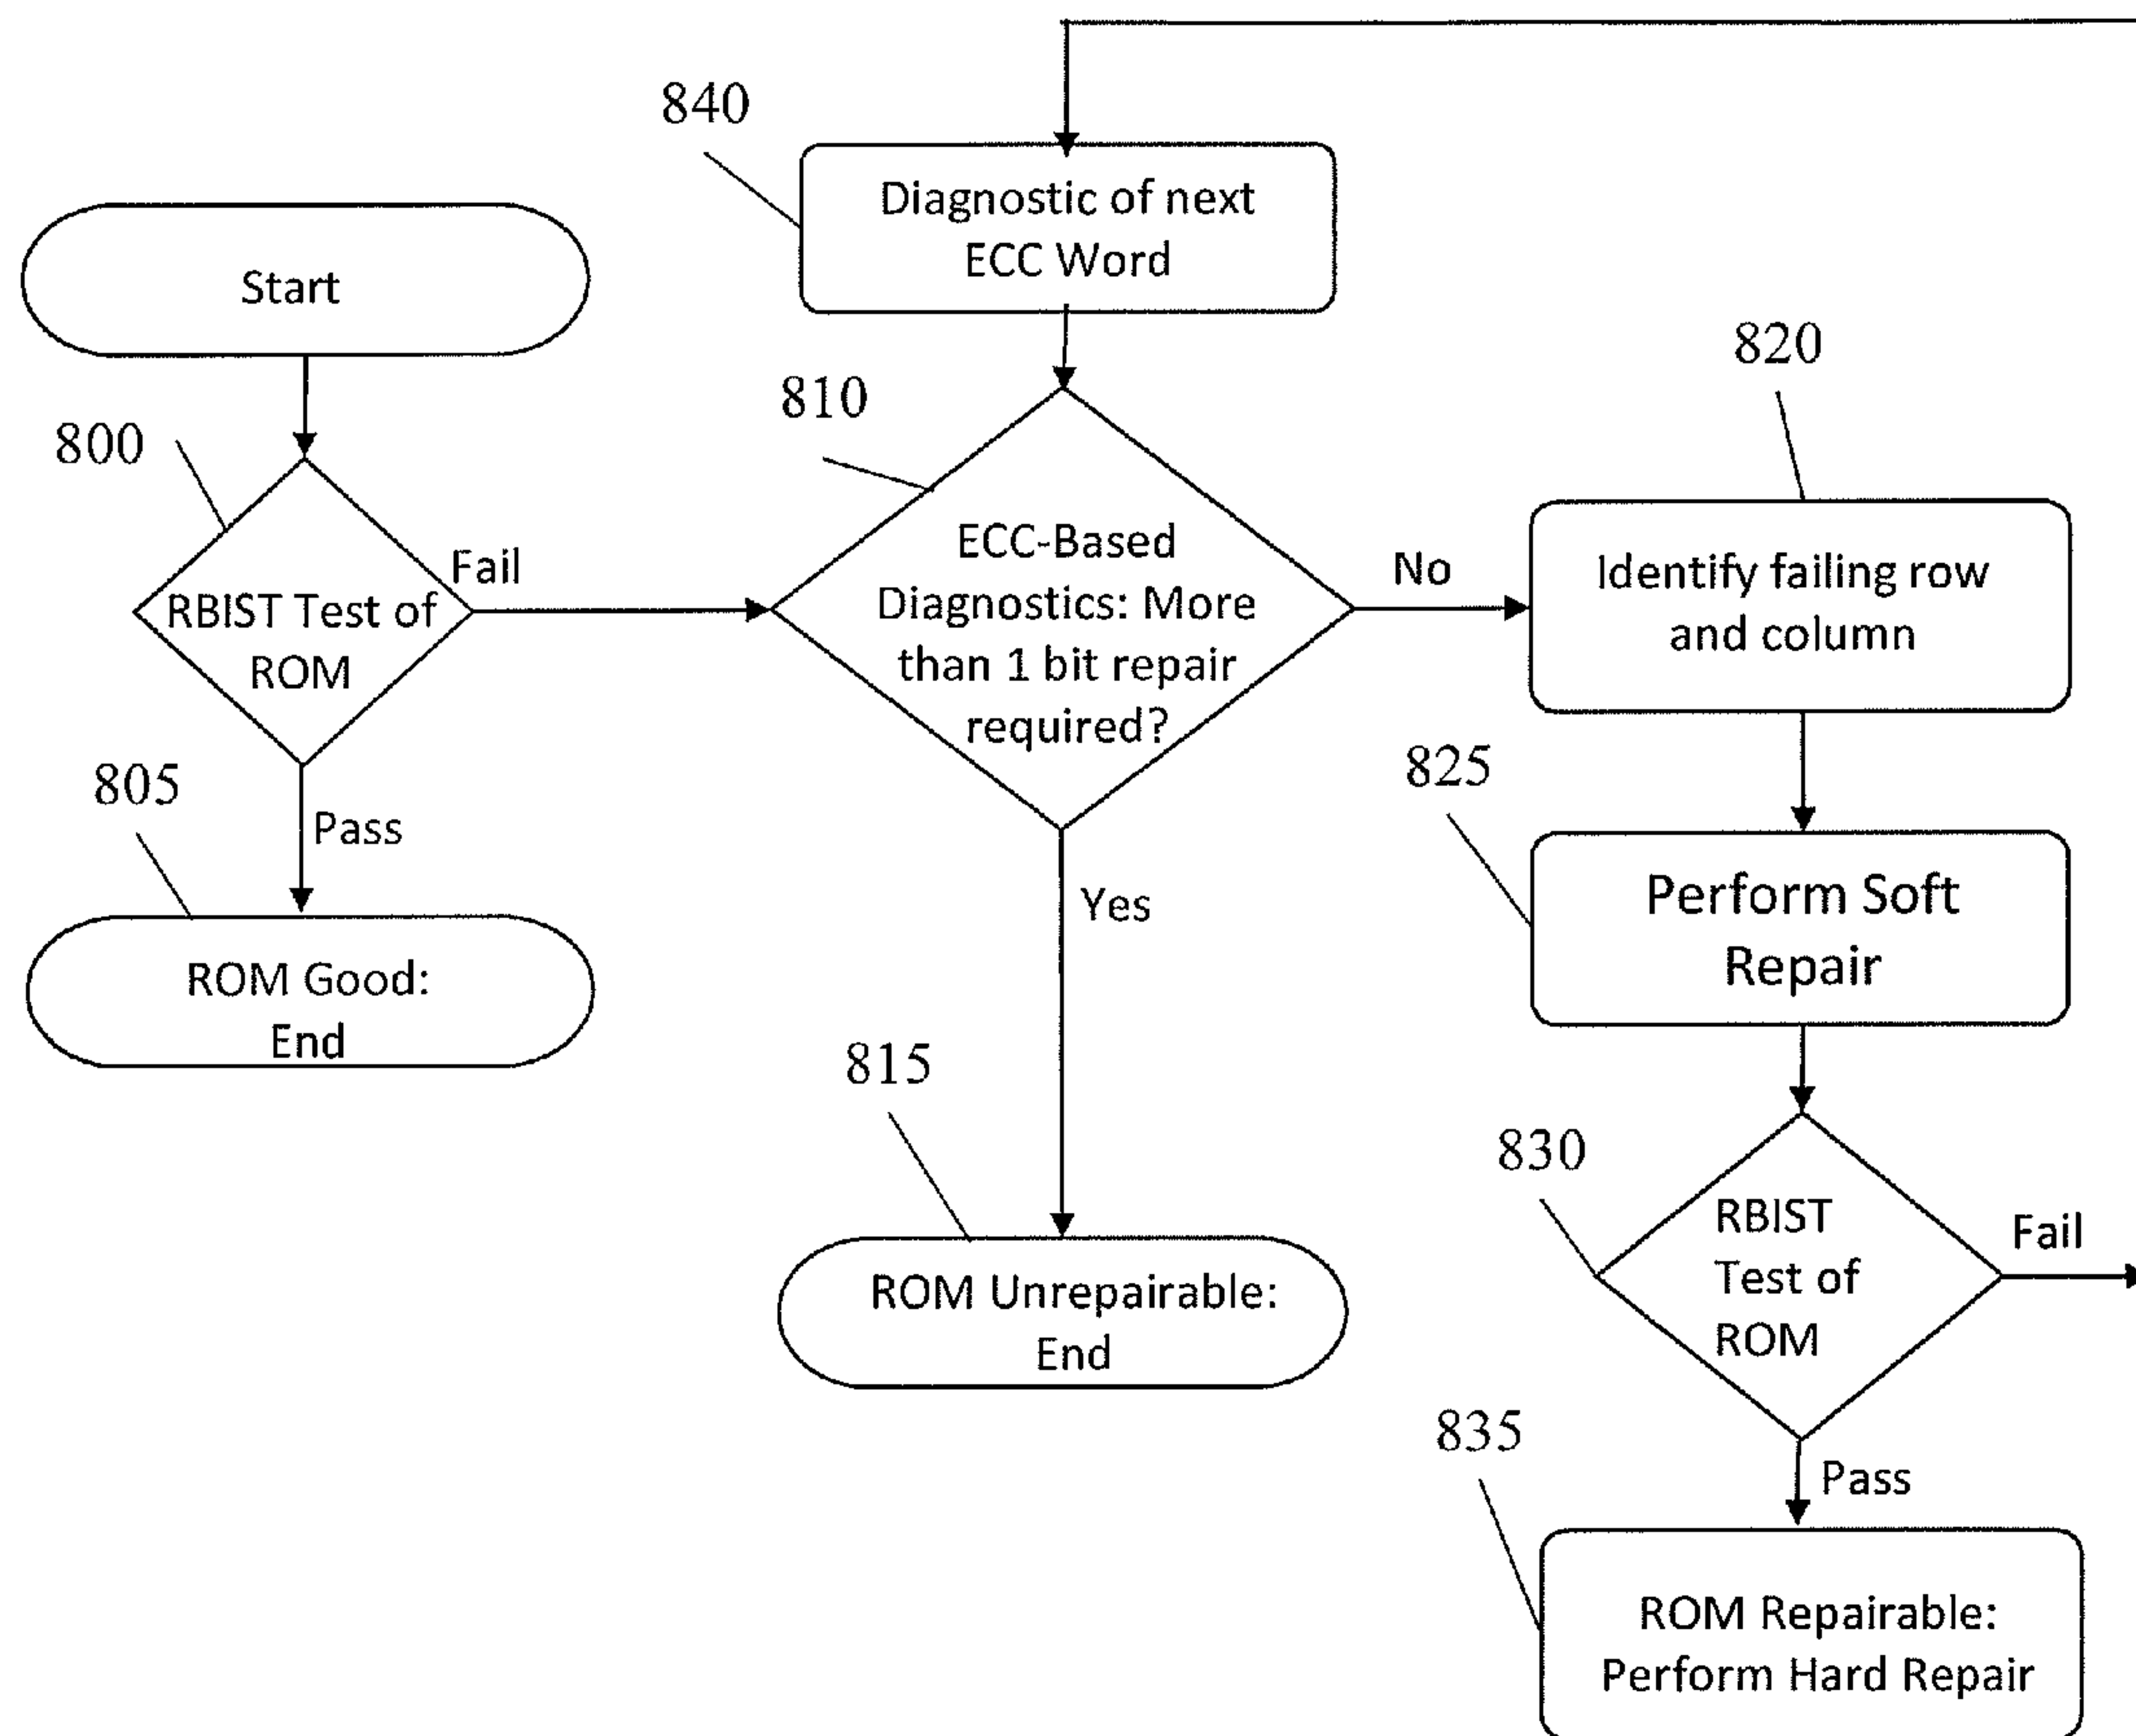 840
Diagnostic of next
ECC Word
Start
800
RBIST Test of
ROM
Fail
Pass
805
ROM Good:
End
810
ECC-Based
Diagnostics: More
than 1 bit repair
required?
No
Yes
815
ROM Unrepairable:
End
820
Identify failing row
and column
825
Perform Soft
Repair
830
RBIST
Test of
ROM
Fail
Pass
835
ROM Repairable:
Perform Hard Repair